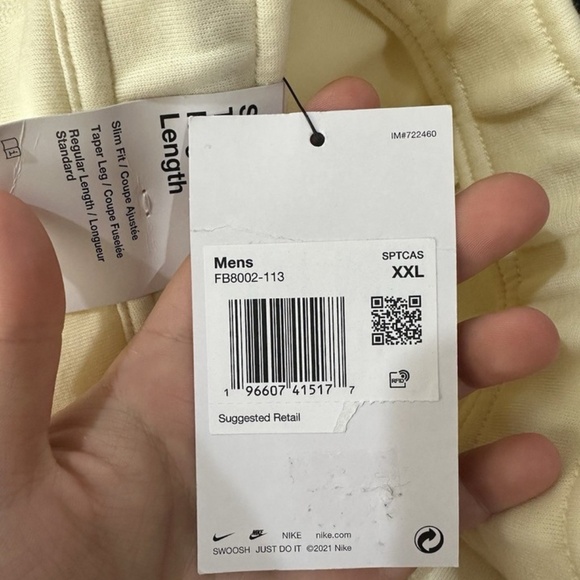 Length
Slim Fit / Coupe Ajustée
Taper Leg / Coupe Fuselée
Regular Length / Longueur
Standard
IM#722460
Mens
SPTCAS
FB8002-113
XXL
1 96607 41517 7
RFID
Suggested Retail
NIKE nike.com
SWOOSH JUST DO IT ©2021 Nike